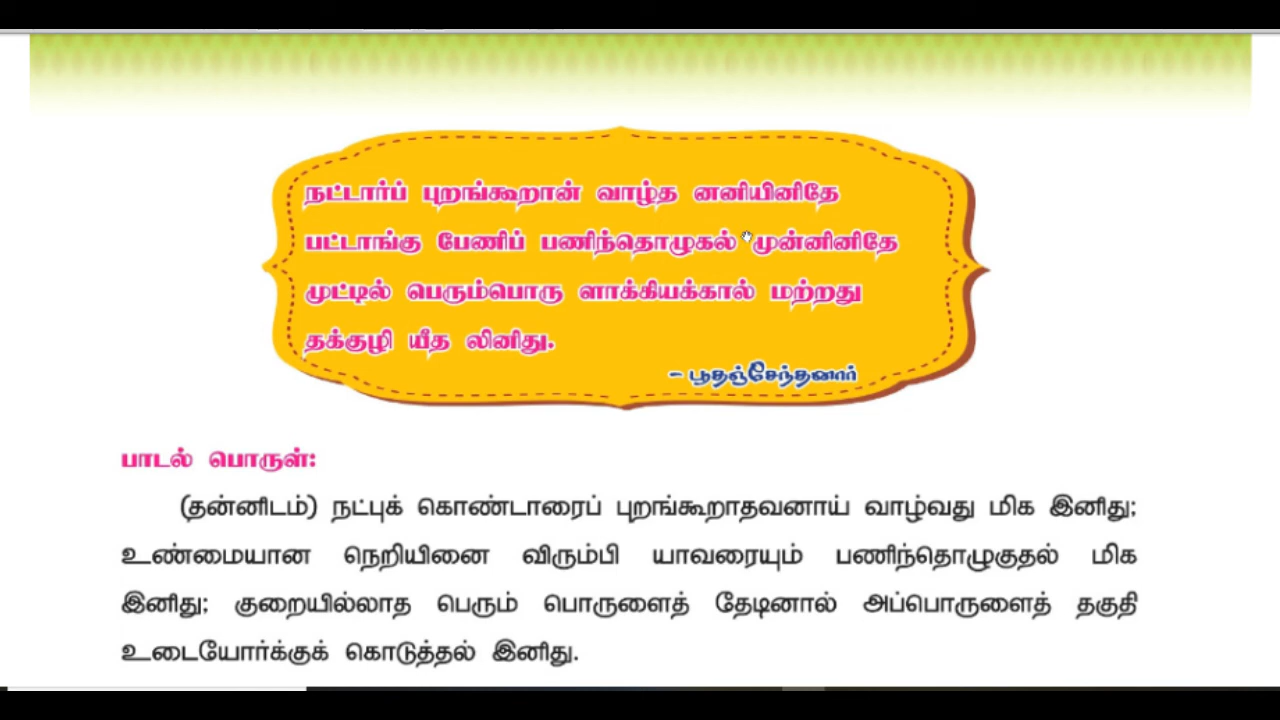 நட்டார்ப் புறங்கூறான் வாழ்த னனியினிதே
பட்டாங்கு பேணிப் பணிந்தொழுகல் முன்னினிதே
முட்டில் பெரும்பொரு ளாக்கியக்கால் மற்றது
தக்குழி யீத லினிது.
– பூதஞ்சேந்தனார்
பாடல் பொருள்:
(தன்னிடம்) நட்புக் கொண்டாரைப் புறங்கூறாதவனாய் வாழ்வது மிக இனிது;
உண்மையான நெறியினை விரும்பி யாவரையும் பணிந்தொழுகுதல் மிக
இனிது; குறையில்லாத பெரும் பொருளைத் தேடினால் அப்பொருளைத் தகுதி
உடையோர்க்குக் கொடுத்தல் இனிது.